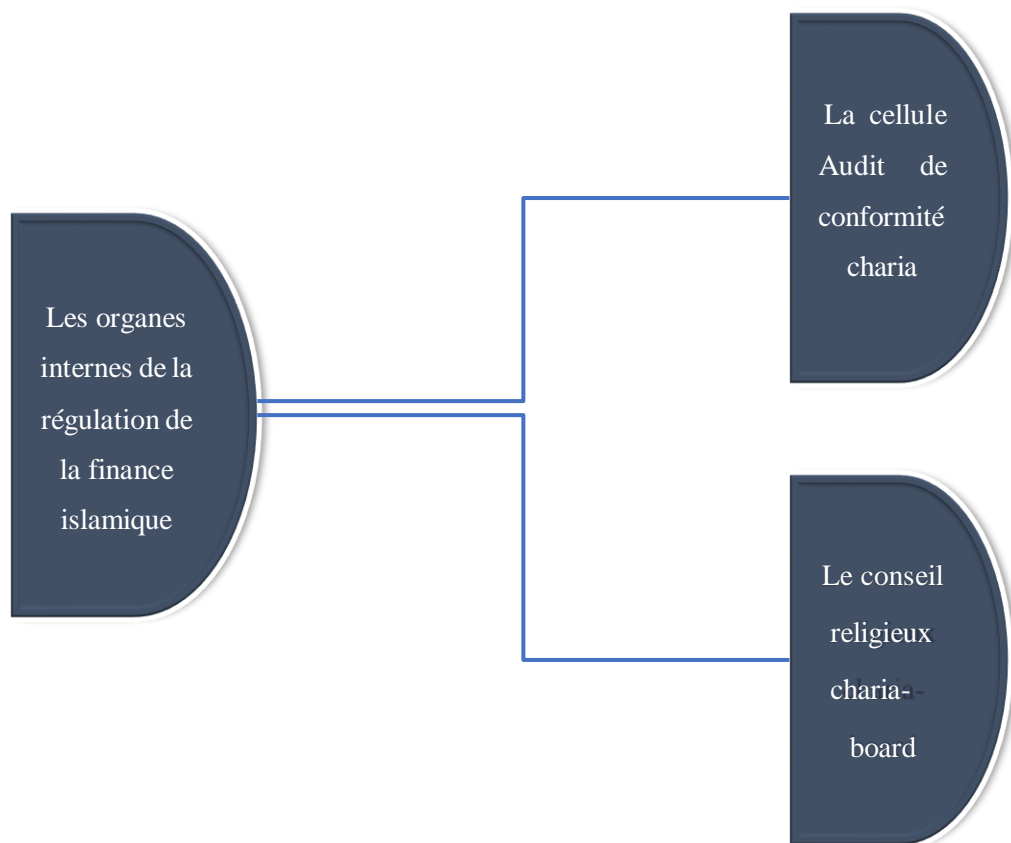 Les organes
internes de la
régulation de
la finance
islamique
La cellule
Audit de
conformité
charia
Le conseil
religieux
charia-
board